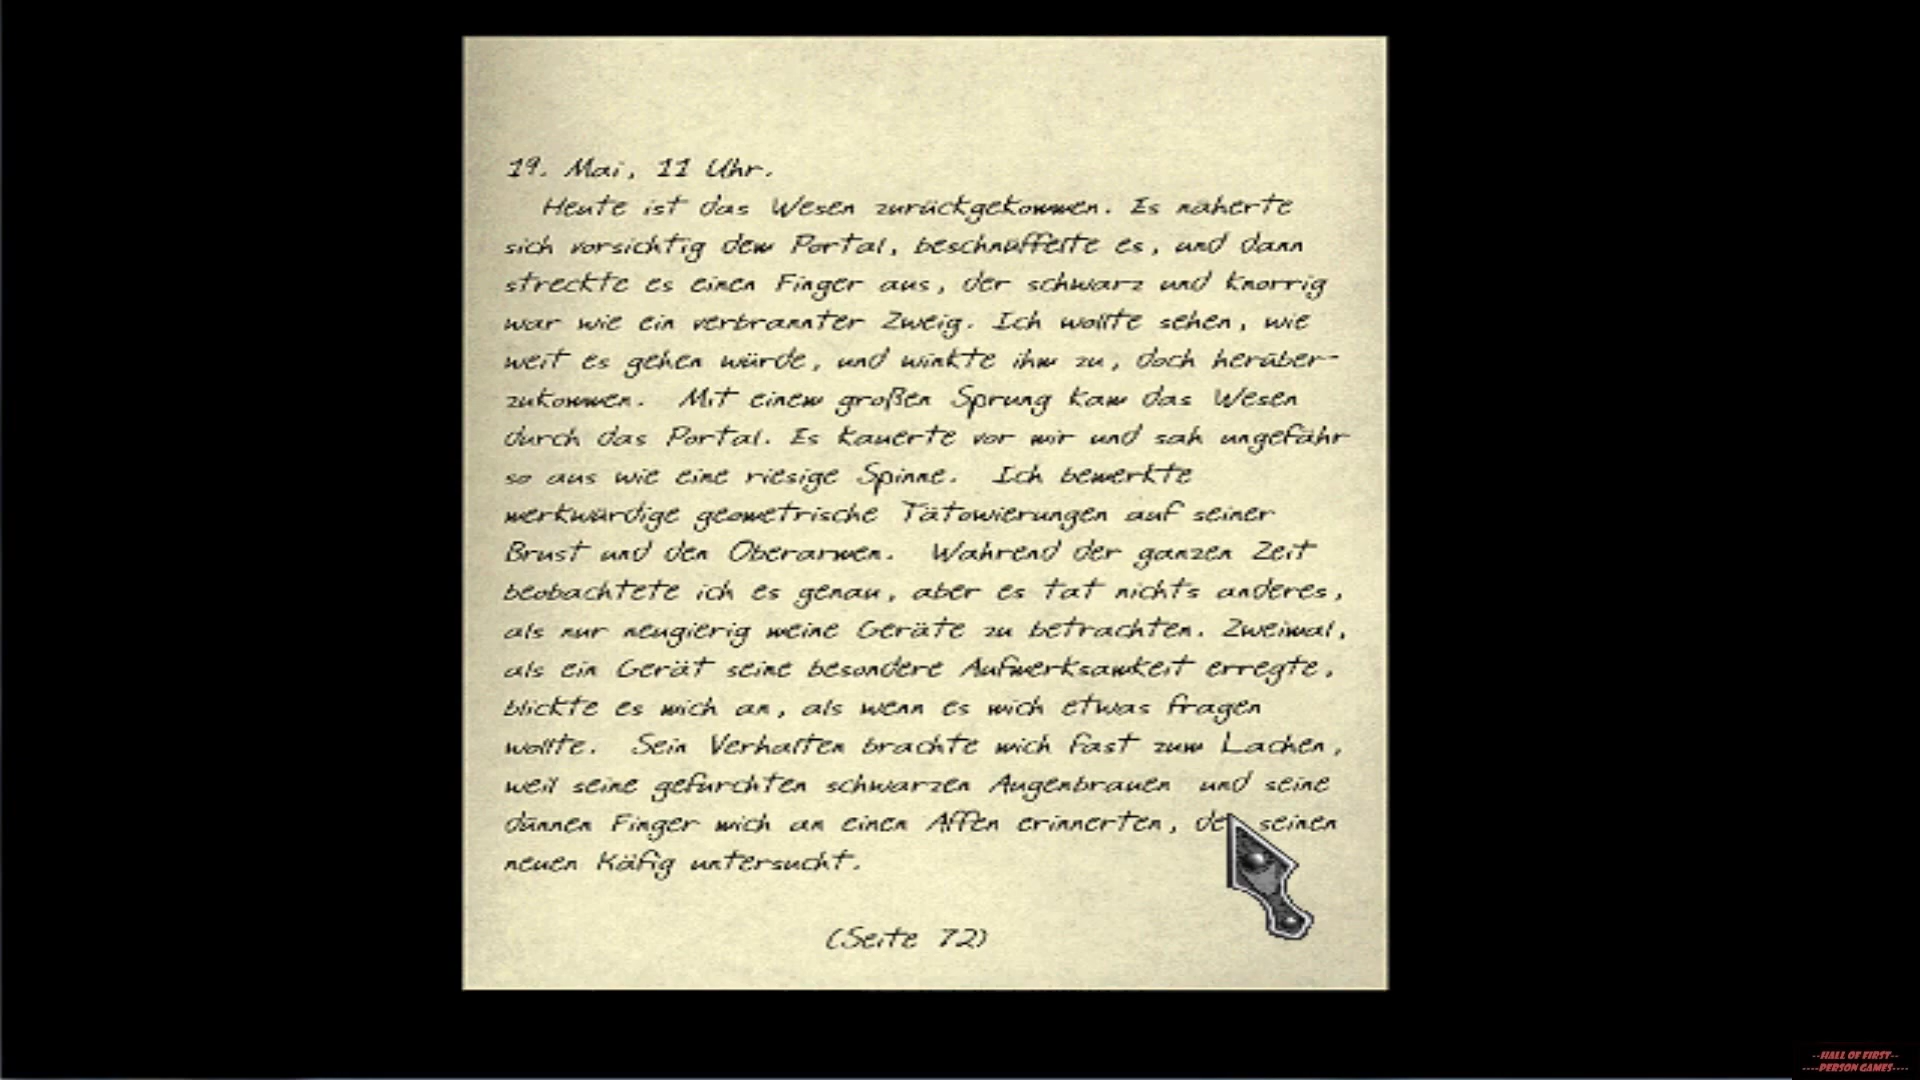 19. Mai, 11 Uhr.
Heute ist das Wesen zurückgekommen. Es näherte
sich vorsichtig dem Portal, beschnüffelte es, und dann
streckte es einen Finger aus, der schwarz und knorrig
war wie ein verbrannter Zweig. Ich wollte sehen, wie
weit es gehen würde, und winkte ihm zu, doch herüber-
zukommen. Mit einem großen Sprung kam das Wesen
durch das Portal. Es kauerte vor mir und sah ungefähr
so aus wie eine riesige Spinne. Ich bemerkte
merkwürdige geometrische Tätowierungen auf seiner
Brust und den Oberarmen. Während der ganzen Zeit
beobachtete ich es genau, aber es tat nichts anderes,
als nur neugierig meine Geräte zu betrachten. Zweimal,
als ein Gerät seine besondere Aufmerksamkeit erregte,
blickte es mich an, als wenn es mich etwas fragen
wollte. Sein Verhalten brachte mich fast zum Lachen,
weil seine gefurchten schwarzen Augenbrauen und seine
dünnen Finger mich an einen Affen erinnerten, seinen
neuen Käfig untersucht.
(Seite 72)
--HALL OF FIRST--
----PERSON GAMES----